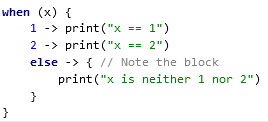 when (x) {
    1 -> print("x == 1")
    2 -> print("x == 2")
    else -> { // Note the block
        print("x is neither 1 nor 2")
    }
}